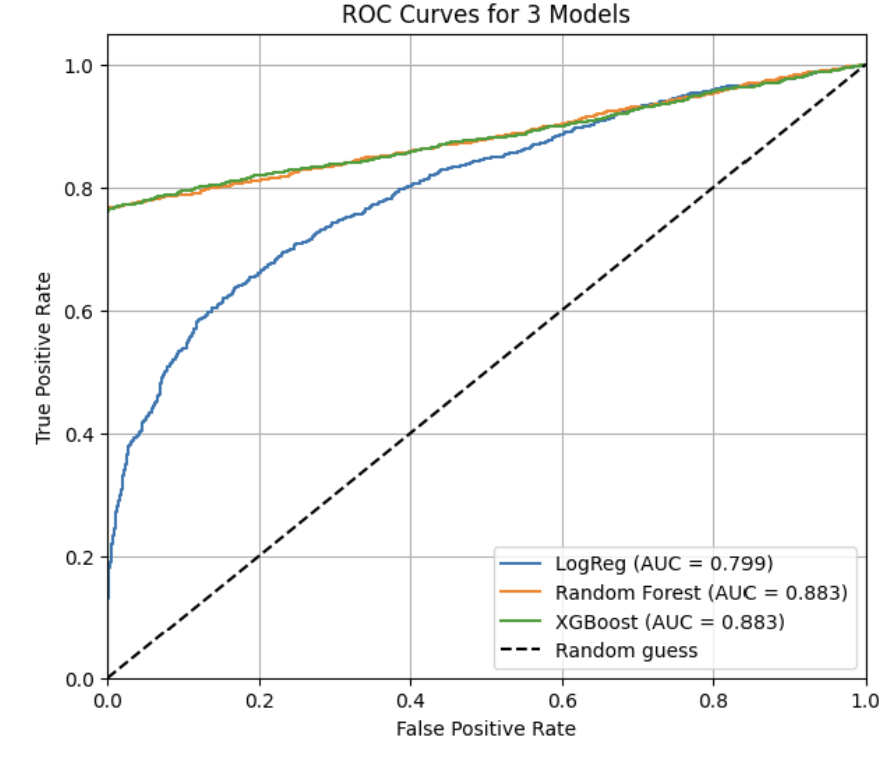 ROC Curves for 3 Models
1.0
0.8
0.6
0.4
0.2
0.0
True Positive Rate
0.0 0.2 0.4 0.6 0.8 1.0
False Positive Rate
LogReg (AUC = 0.799)
Random Forest (AUC = 0.883)
XGBoost (AUC = 0.883)
Random guess